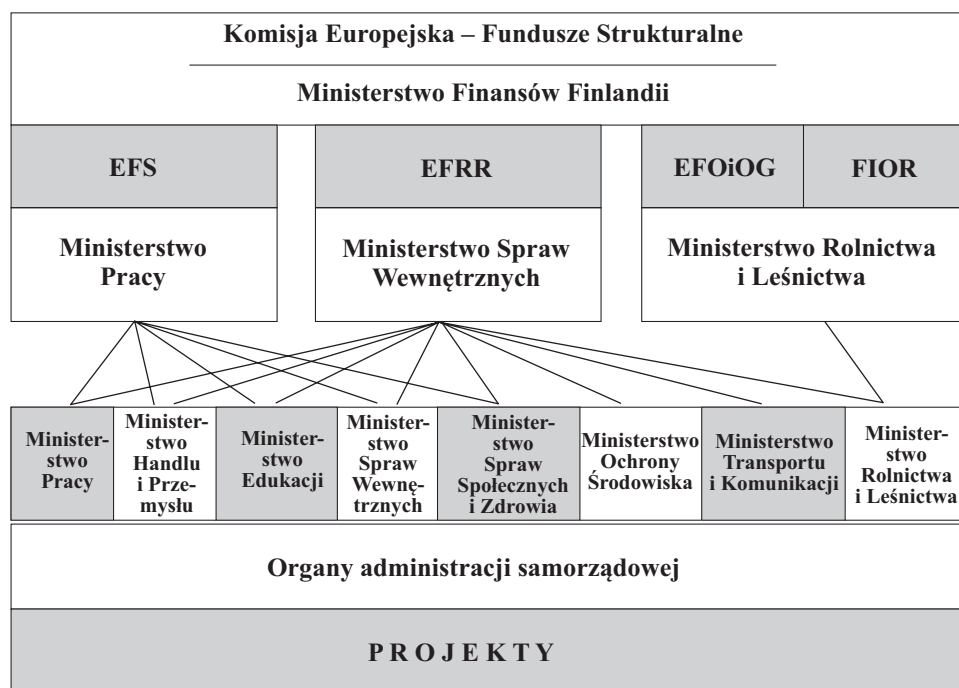 Komisja Europejska – Fundusze Strukturalne
Ministerstwo Finansów Finlandii
EFS
EFRR
EFOiOG
FIOR
Ministerstwo
Pracy
Ministerstwo Spraw
Wewnętrznych
Ministerstwo Rolnictwa
i Leśnictwa
Minister-
stwo
Pracy
Minister-
stwo
Handlu
i Prze-
mysłu
Minister-
stwo
Edukacji
Minister-
stwo
Spraw
Wewnę-
trznych
Minister-
stwo
Spraw
Społecznych
i Zdrowia
Ministerstwo
Ochrony
Środowiska
Ministerstwo
Transportu
i Komunikacji
Minister-
stwo
Rolnictwa
i Leśnictwa
Organy administracji samorządowej
P R O J E K T Y